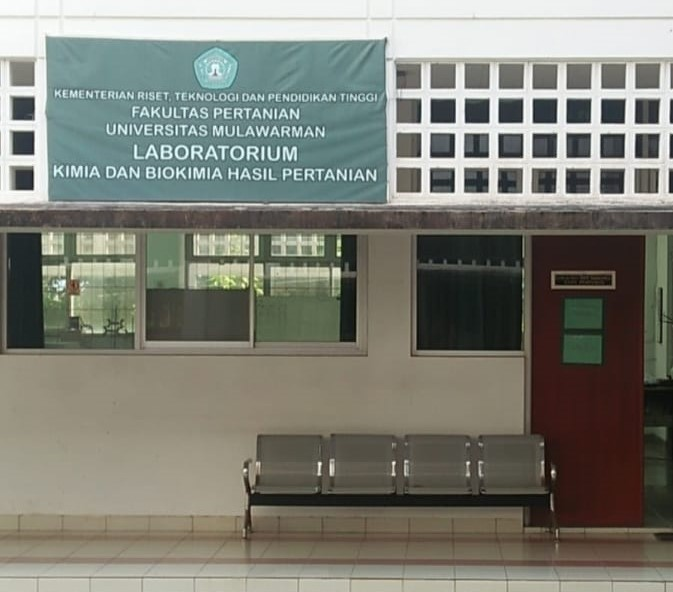 KEMENTERIAN RISET, TEKNOLOGI DAN PENDIDIKAN TINGGI
FAKULTAS PERTANIAN
UNIVERSITAS MULAWARMAN
LABORATORIUM
KIMIA DAN BIOKIMIA HASIL PERTANIAN